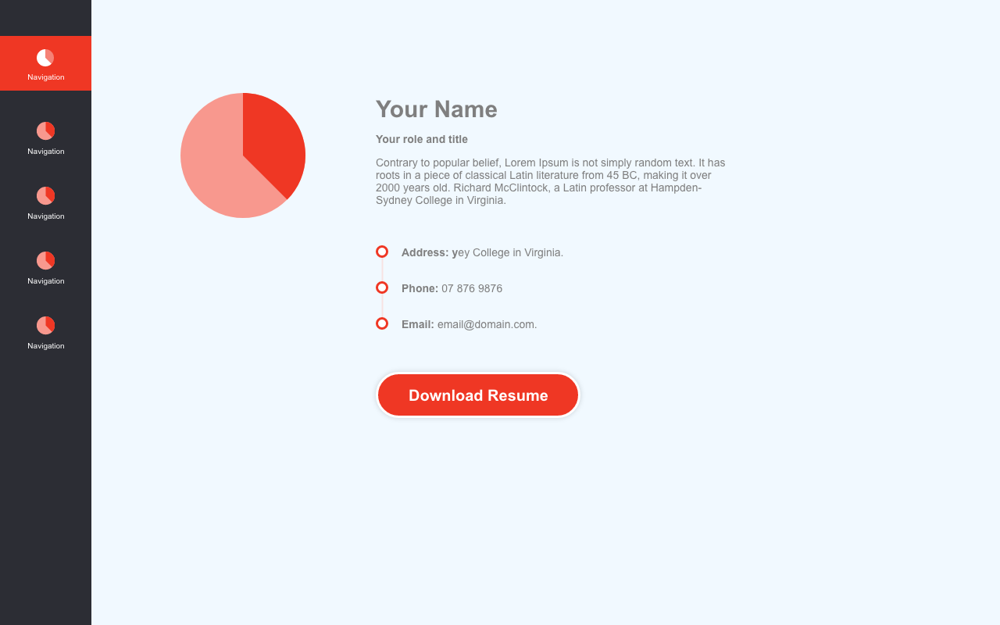 Navigation
Navigation
Navigation
Navigation
Navigation
Your Name
Your role and title
Contrary to popular belief, Lorem Ipsum is not simply random text. It has
roots in a piece of classical Latin literature from 45 BC, making it over
2000 years old. Richard McClintock, a Latin professor at Hampden-
Sydney College in Virginia.
Address: yey College in Virginia.
Phone: 07 876 9876
Email: email@domain.com.
Download Resume